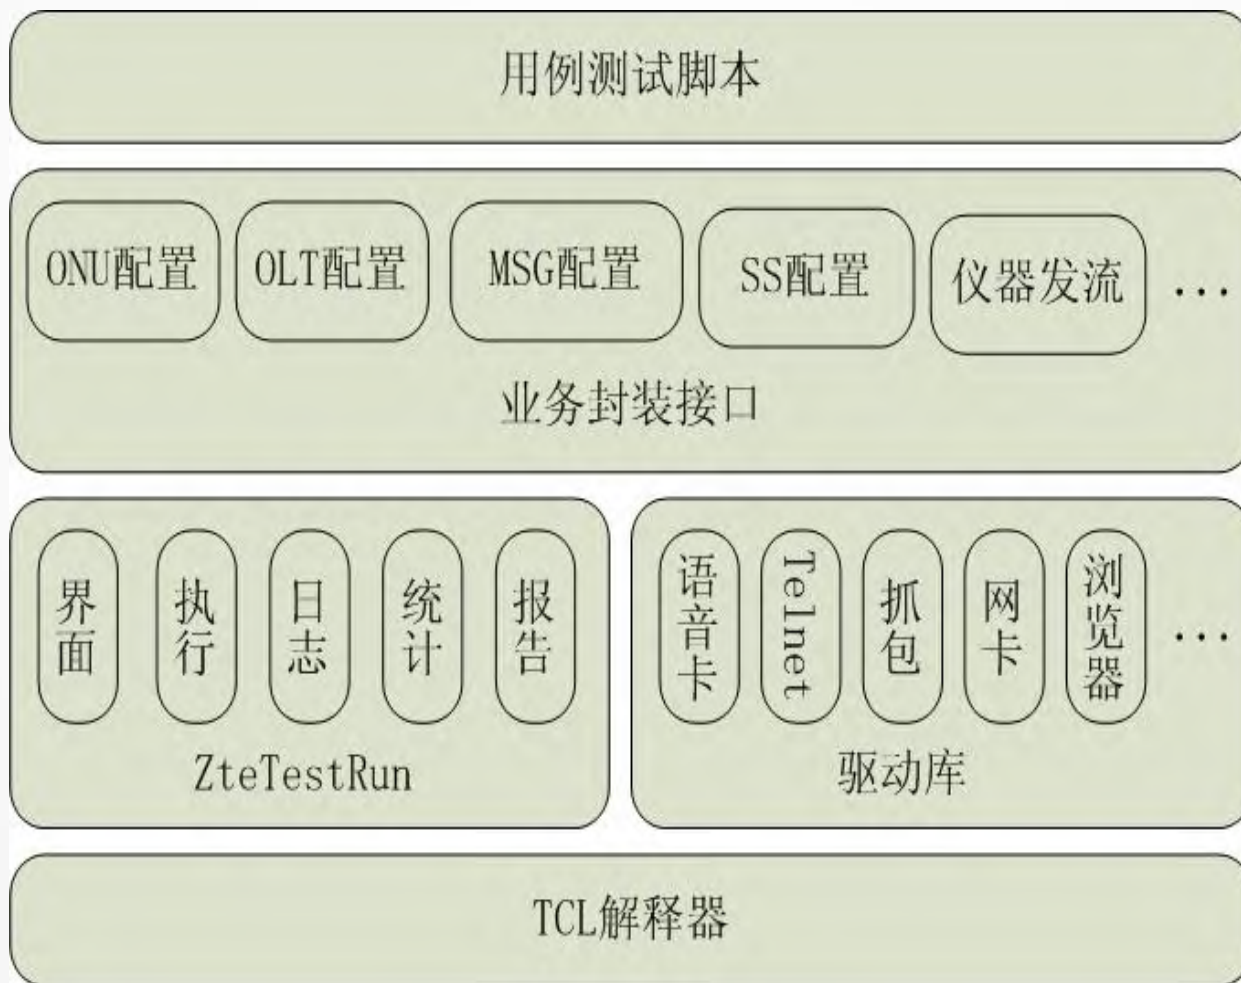 用例测试脚本
ONU配置 OLT配置 MSG配置 SS配置 仪器发流 ...
业务封装接口
界面 执行 日志 统计 报告
ZteTestRun
语音卡 Telnet 抓包 网卡 浏览器 ...
驱动库
TCL解释器